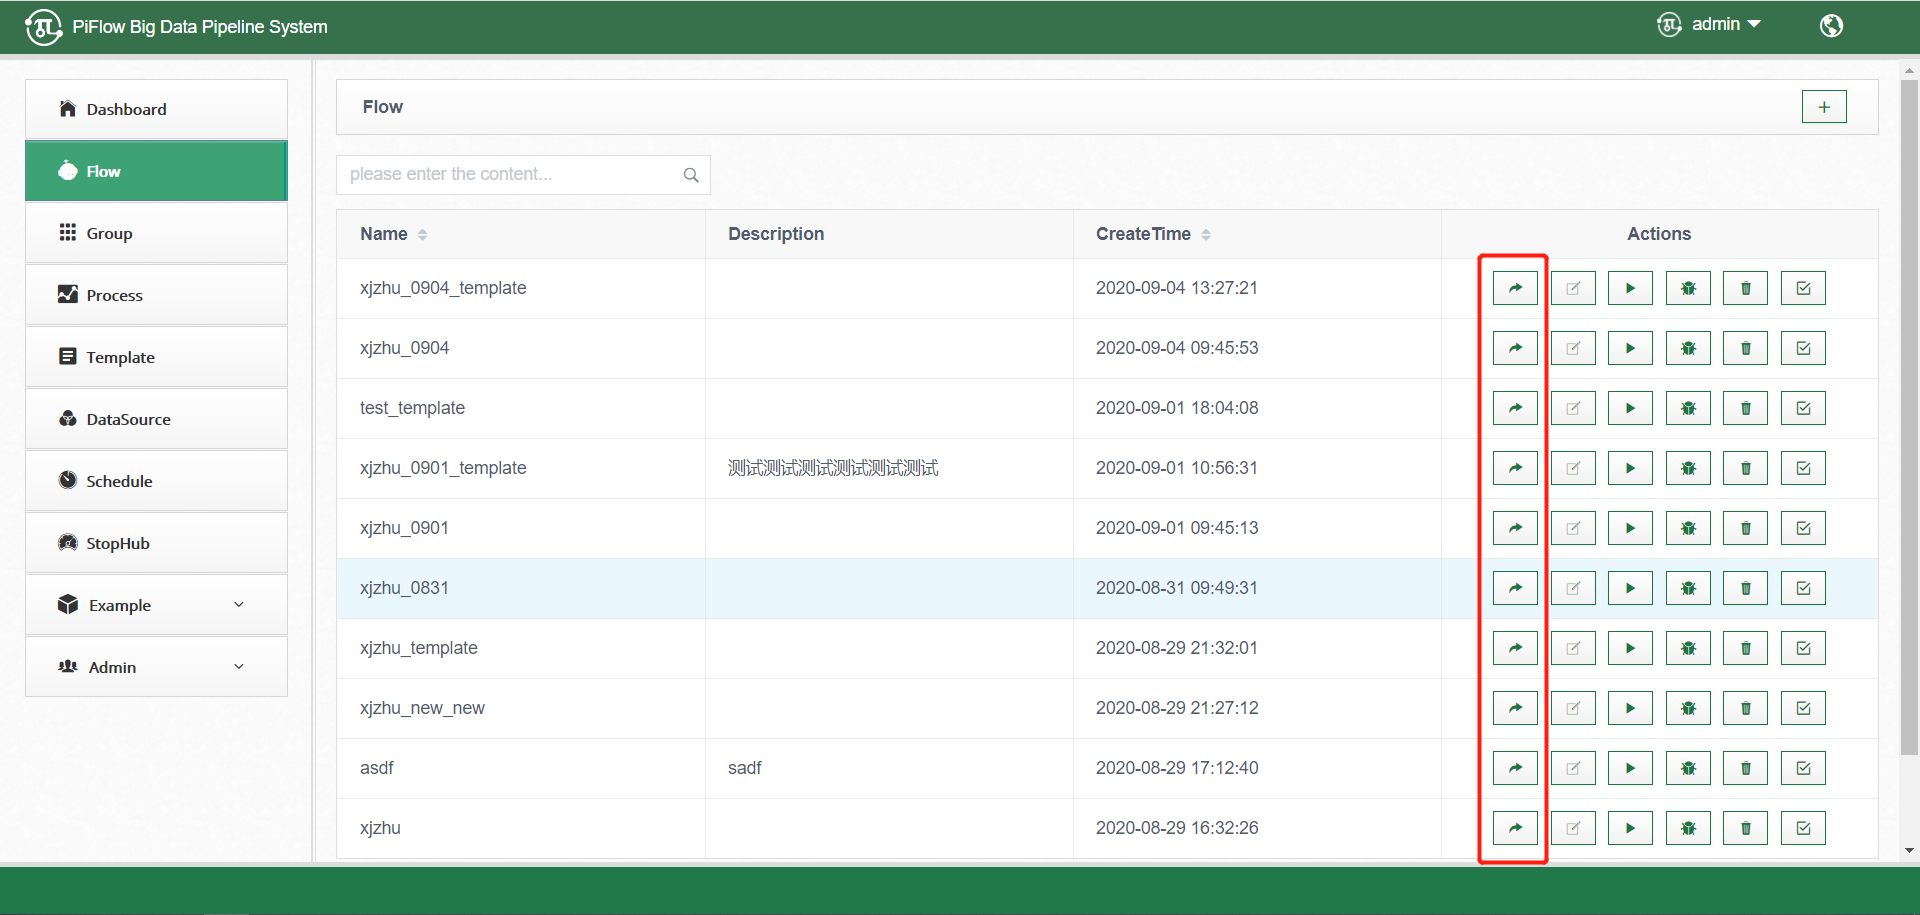 PiFlow Big Data Pipeline System
admin
Dashboard
Flow
Group
Process
Template
DataSource
Schedule
StopHub
Example
Admin
Flow
+
please enter the content...
Name Description CreateTime Actions
xjzhu_0904_template 2020-09-04 13:27:21
xjzhu_0904 2020-09-04 09:45:53
test_template 2020-09-01 18:04:08
xjzhu_0901_template 测试测试测试测试测试测试 2020-09-01 10:56:31
xjzhu_0901 2020-09-01 09:45:13
xjzhu_0831 2020-08-31 09:49:31
xjzhu_template 2020-08-29 21:32:01
xjzhu_new_new 2020-08-29 21:27:12
asdf sadf 2020-08-29 17:12:40
xjzhu 2020-08-29 16:32:26